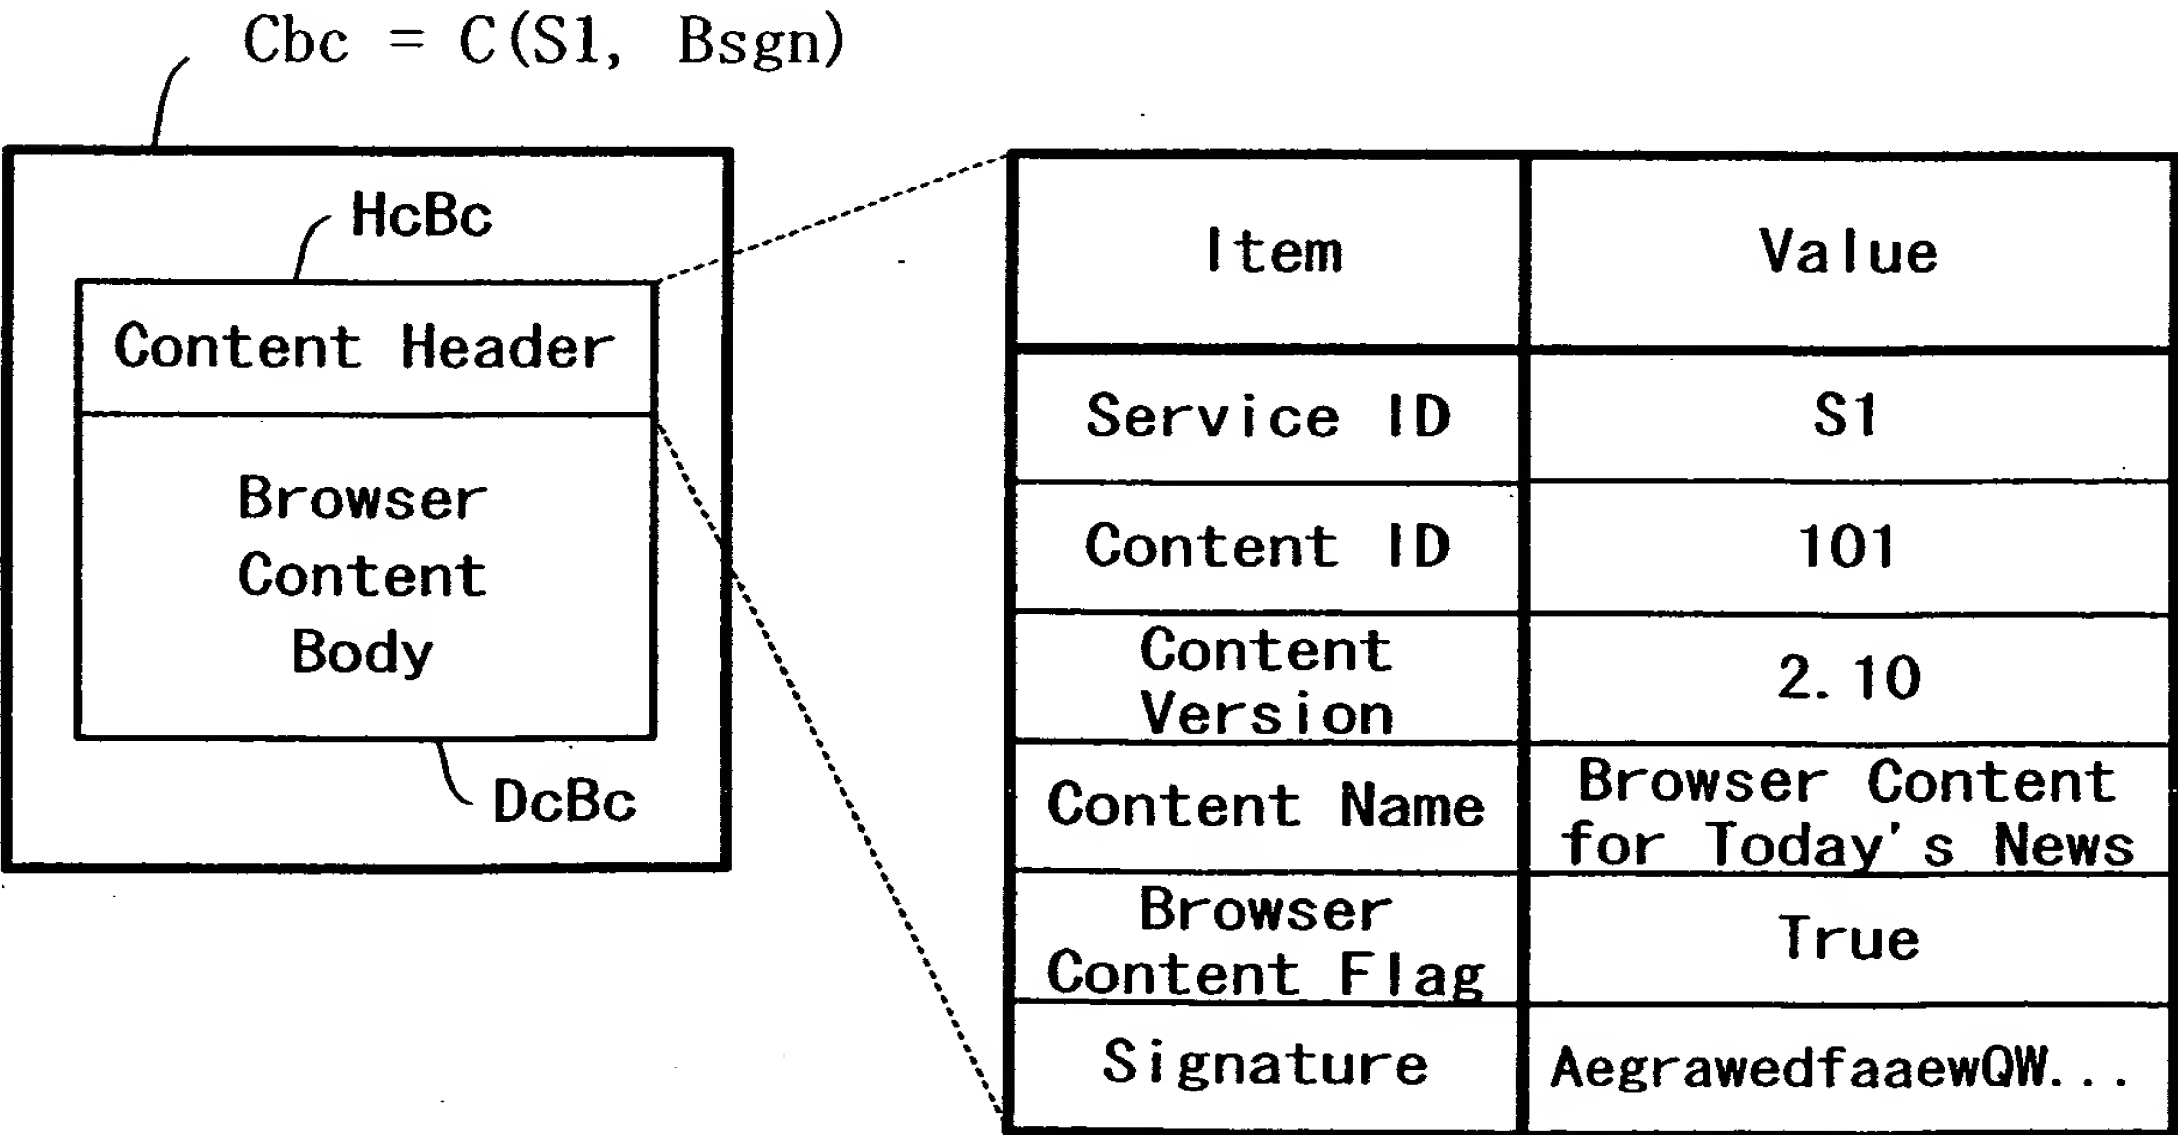 Cbc = C(S1, Bsgn)
HcBc
Content Header
Browser
Content
Body
DcBc
Item Value
Service ID S1
Content ID 101
Content
Version
2.10
Content Name
Browser Content
for Today's News
Browser
Content Flag
True
Signature AegrawedfaaewQW...